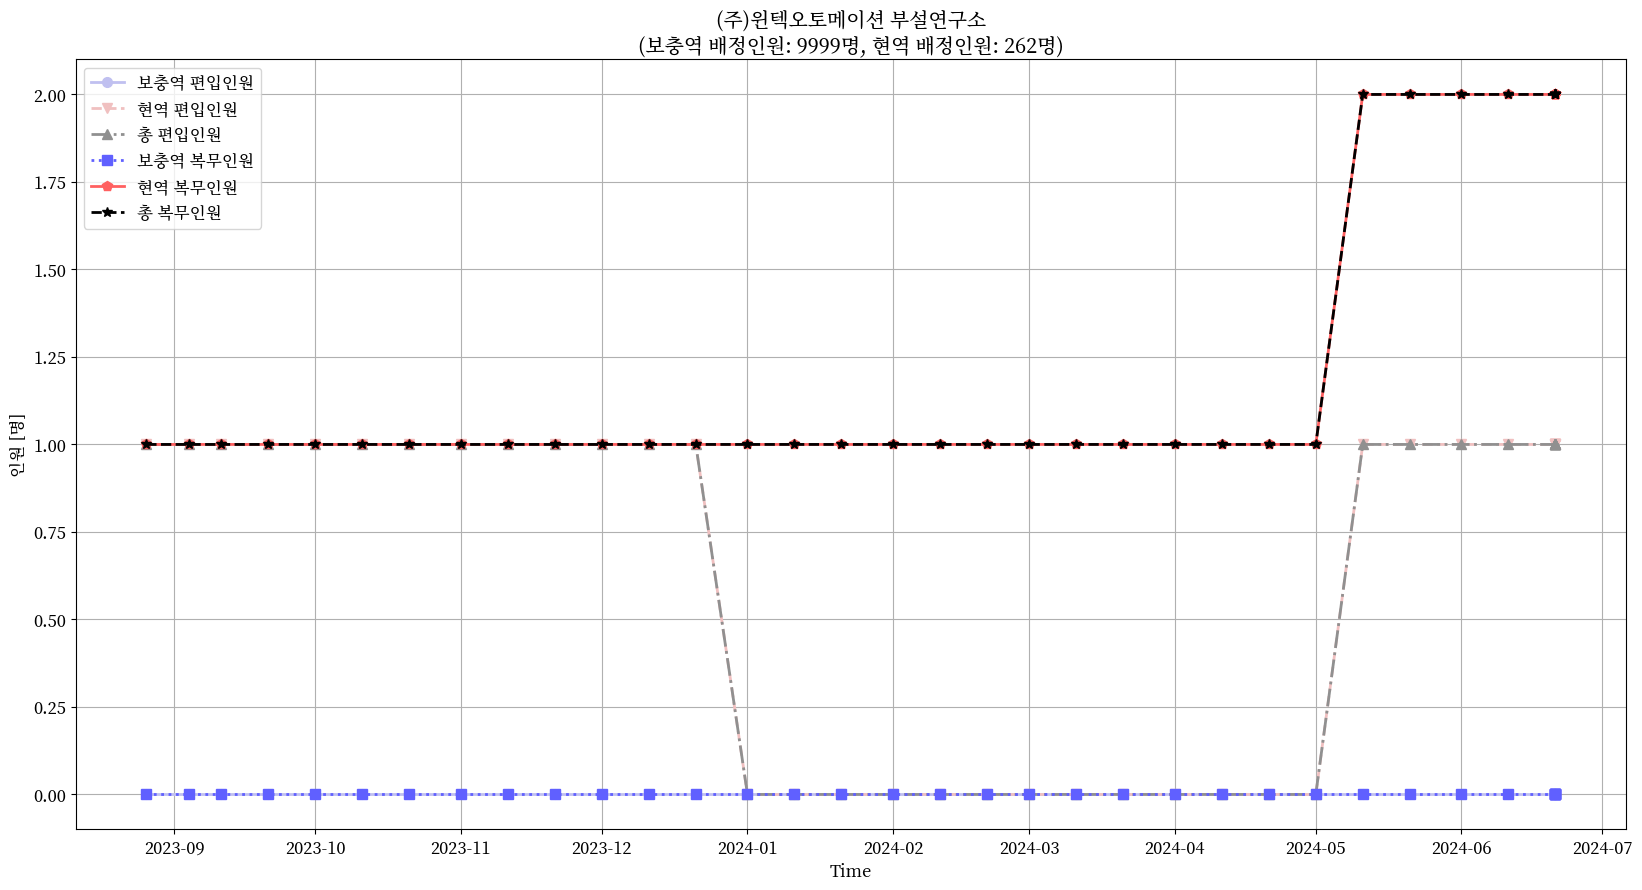 (주)윈텍오토메이션 부설연구소
(보충역 배정인원: 9999명, 현역 배정인원: 262명)
보충역 편입인원
현역 편입인원
총 편입인원
보충역 복무인원
현역 복무인원
총 복무인원
인원 [명]
2.00
1.75
1.50
1.25
1.00
0.75
0.50
0.25
0.00
2023-09 2023-10 2023-11 2023-12 2024-01 2024-02 2024-03 2024-04 2024-05 2024-06 2024-07
Time